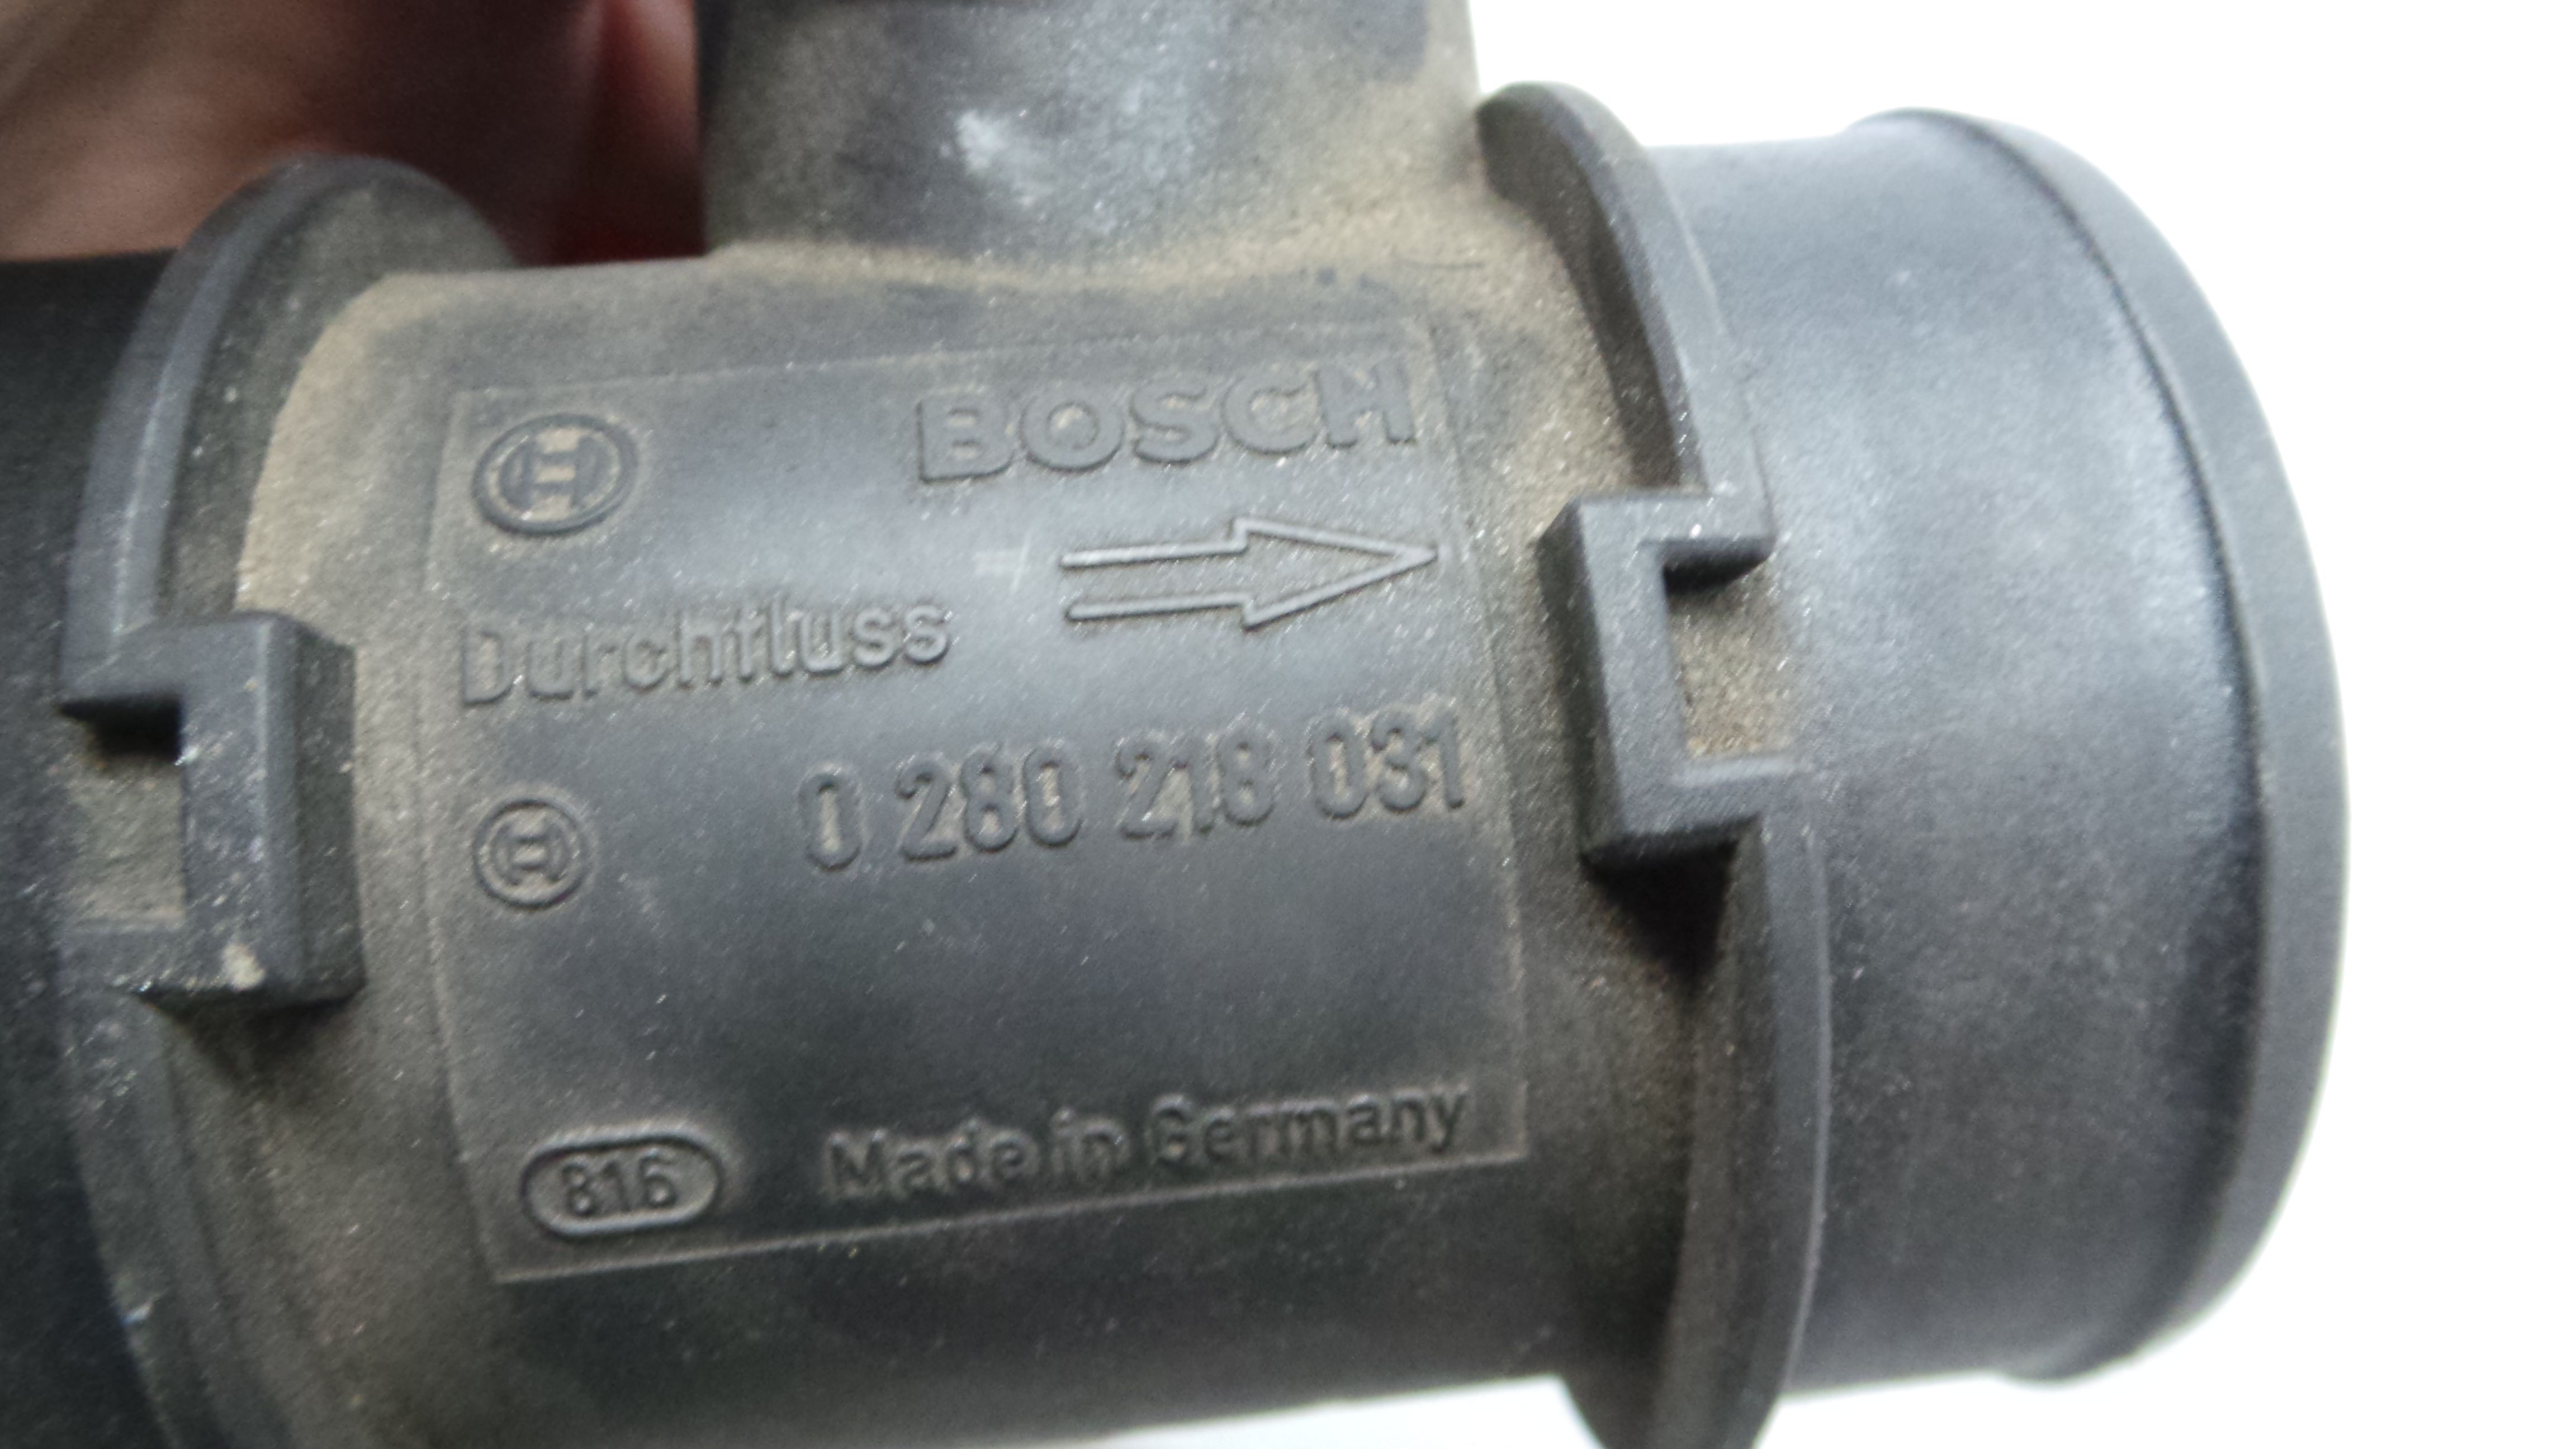 BOSCH
Durchfluss
0 280 218 031
816
Made in Germany